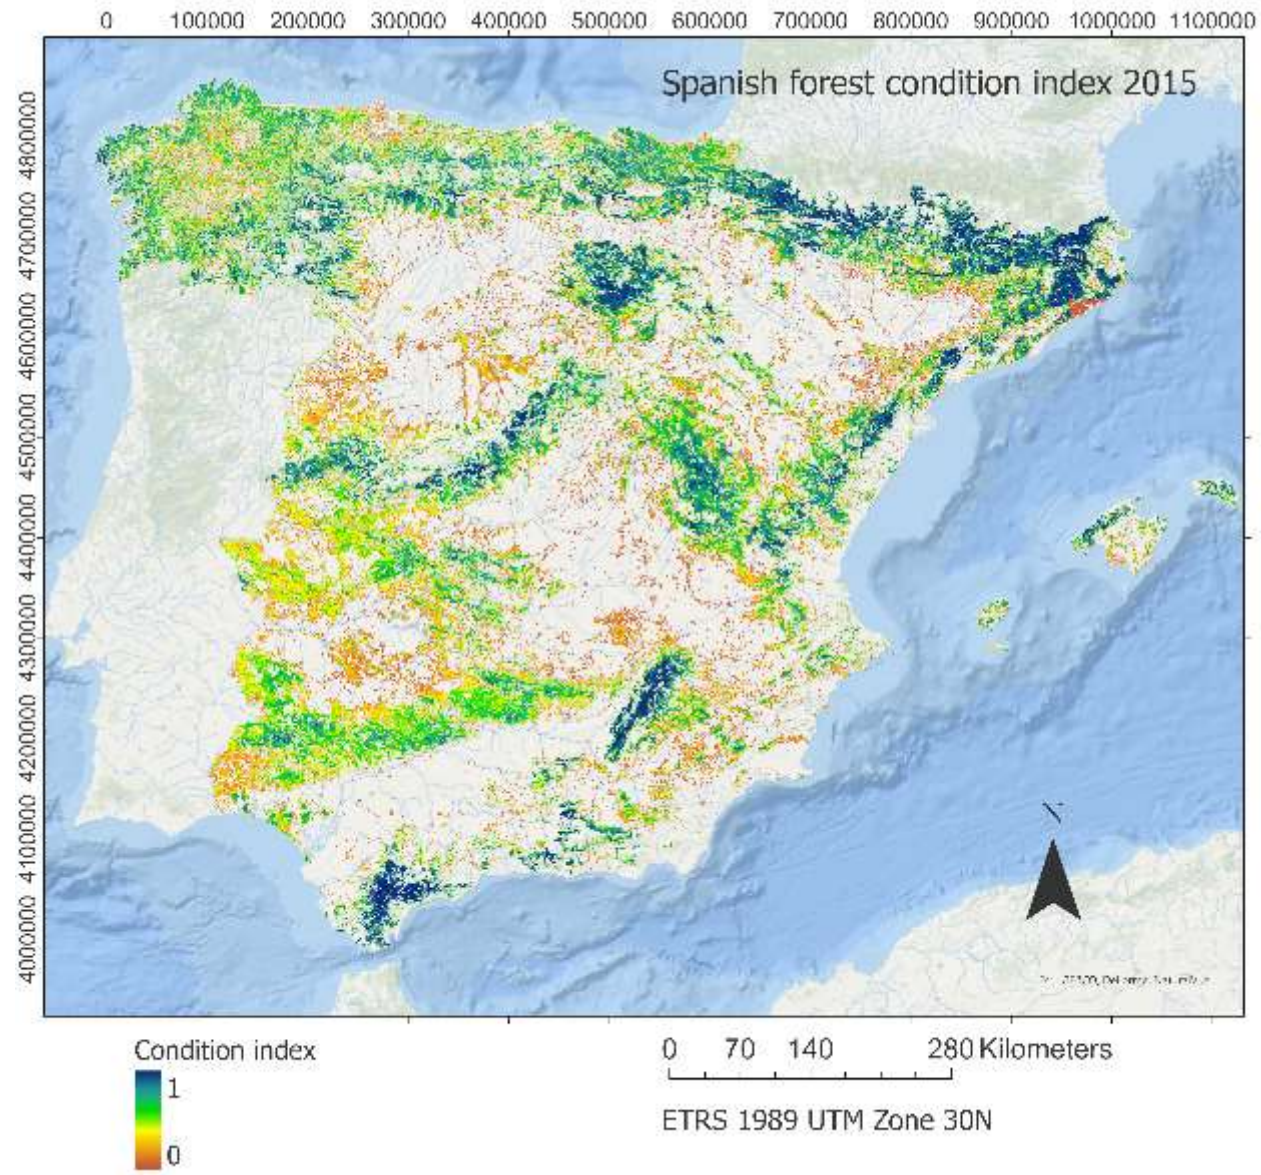 0 100000 200000 300000 400000 500000 600000 700000 800000 900000 1000000 1100000
Spanish forest condition index 2015
4800000
4700000
4600000
4500000
4400000
4300000
4200000
4100000
4000000
N
Condition index
1
0
0 70 140 280 Kilometers
ETRS 1989 UTM Zone 30N